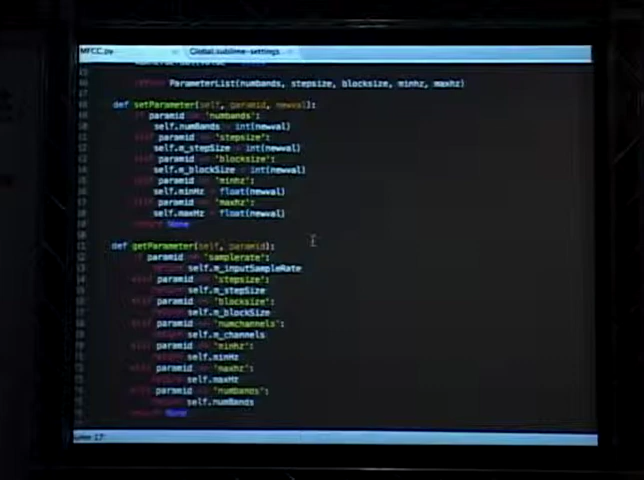 MFCC.py Global.sublime-settings
return ParameterList(numbands, stepsize, blocksize, minhz, maxhz)
def setParameter(self, paramid, newval):
if paramid == 'numbands':
self.numBands = int(newval)
elif paramid == 'stepsize':
self.m_stepSize = int(newval)
elif paramid == 'blocksize':
self.m_blockSize = int(newval)
elif paramid == 'minhz':
self.minHz = float(newval)
elif paramid == 'maxhz':
self.maxHz = float(newval)
return None
def getParameter(self, paramid):
if paramid == 'samplerate':
return self.m_inputSampleRate
elif paramid == 'stepsize':
return self.m_stepSize
elif paramid == 'blocksize':
return self.m_blockSize
elif paramid == 'numchannels':
return self.m_channels
elif paramid == 'minhz':
return self.minHz
elif paramid == 'maxhz':
return self.maxHz
elif paramid == 'numbands':
return self.numBands
return None